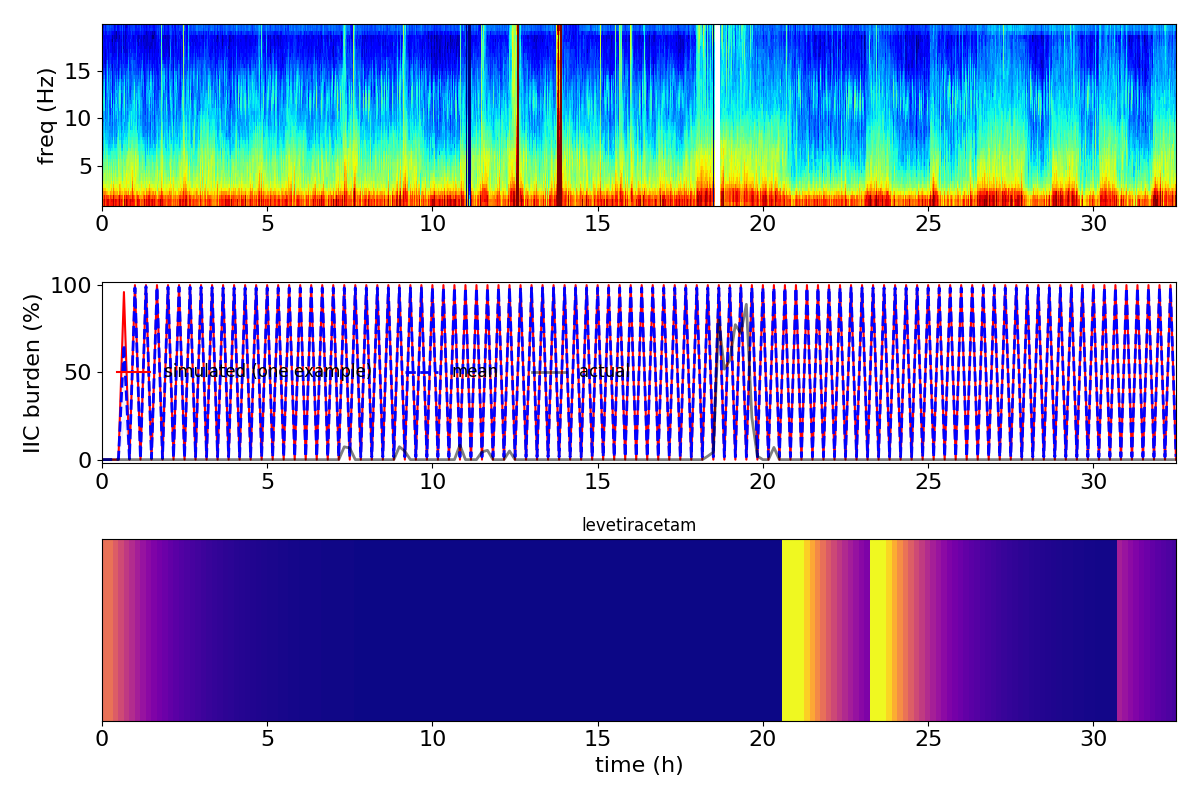 freq (Hz)
15
10
5
0 5 10 15 20 25 30
IIC burden (%)
100
50
0
simulated (one example) mean actual
0 5 10 15 20 25 30
levetiracetam
0 5 10 15 20 25 30
time (h)